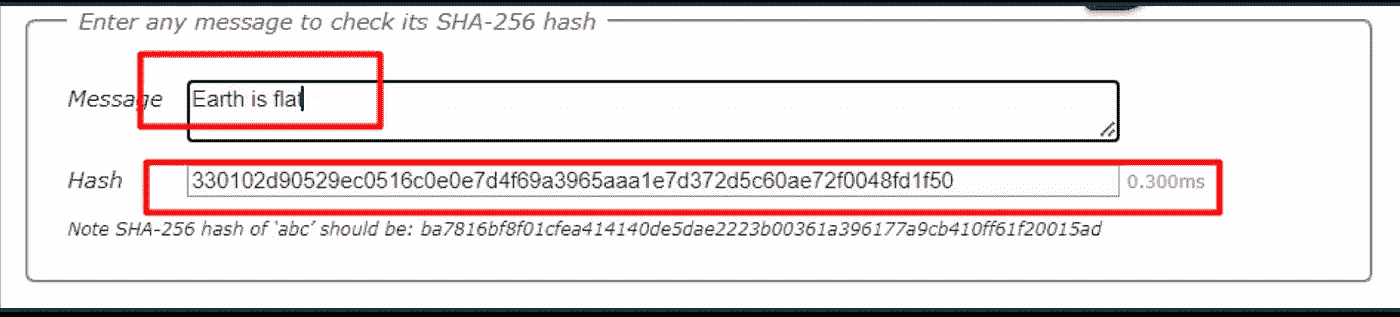 Enter any message to check its SHA-256 hash
Message Earth is flat
Hash 330102d90529ec0516c0e0e7d4f69a3965aaa1e7d372d5c60ae72f0048fd1f50 0.300ms
Note SHA-256 hash of ‘abc’ should be: ba7816bf8f01cfea414140de5dae2223b00361a396177a9cb410ff61f20015ad